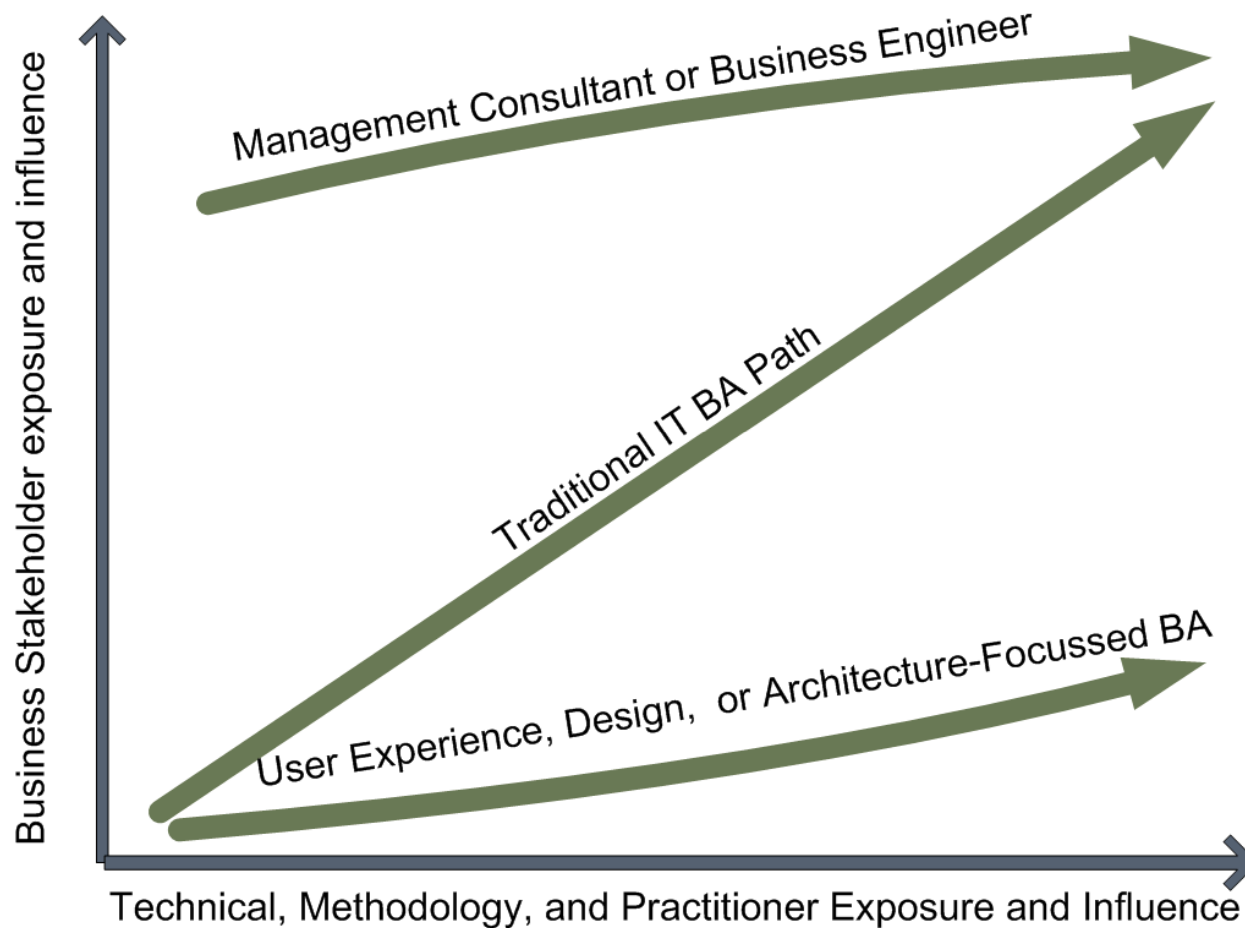 Business Stakeholder exposure and influence
Management Consultant or Business Engineer
Traditional IT BA Path
User Experience, Design,  or Architecture-Focussed BA
Technical, Methodology, and Practitioner Exposure and Influence